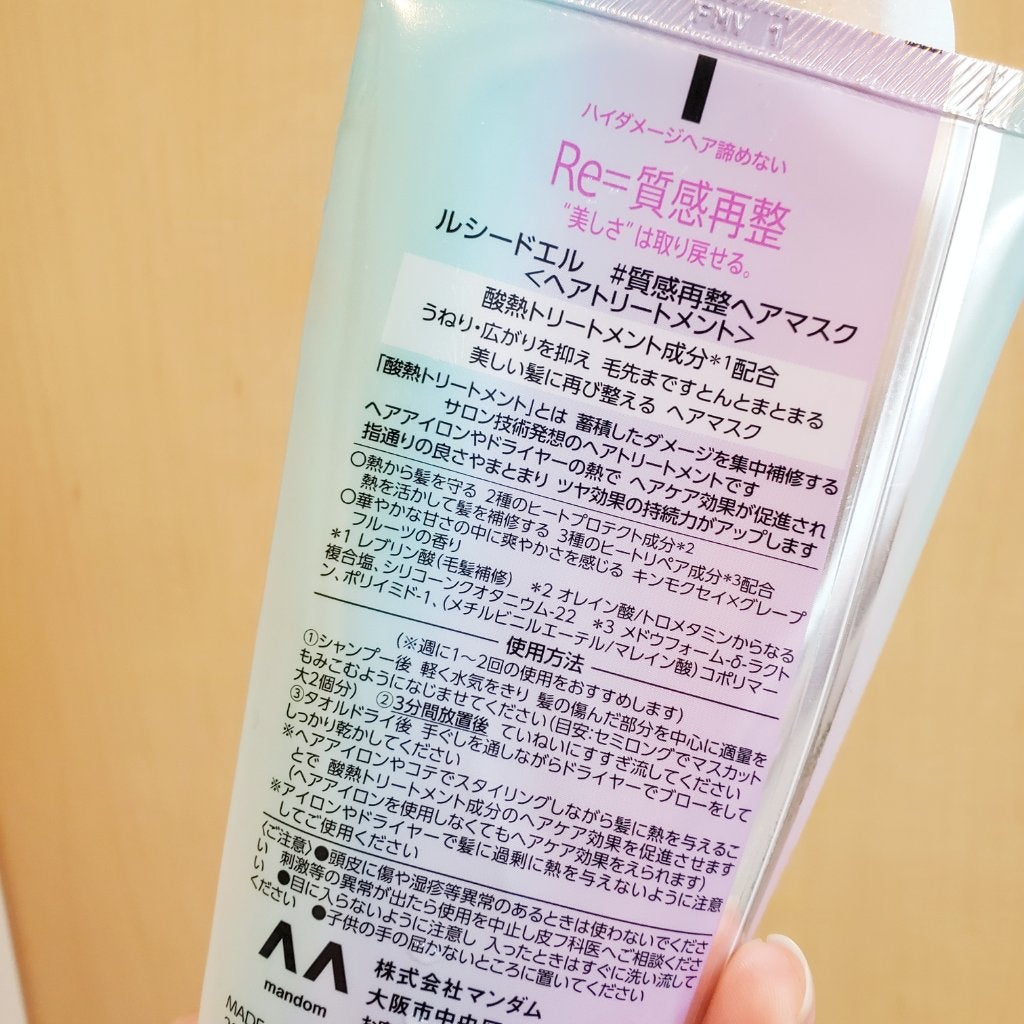 PMV 1
ハイダメージヘア諦めない
Re=質感再整
"美しさ"は取り戻せる。
ルシードエル #質感再整ヘアマスク
<ヘアトリートメント>
酸熱トリートメント成分*1配合
うねり・広がりを抑え 毛先まですとんとまとまる
美しい髪に再び整える ヘアマスク
「酸熱トリートメント」とは 蓄積したダメージを集中補修する
サロン技術発想のヘアトリートメントです
ヘアアイロンやドライヤーの熱で ヘアケア効果が促進され
指通りの良さやまとまり ツヤ効果の持続力がアップします
○熱から髪を守る 2種のヒートプロテクト成分*2
熱を活かして髪を補修する 3種のヒートリペア成分*3配合
○華やかな甘さの中に爽やかさを感じる キンモクセイ×グレープ
フルーツの香り
*1 レブリン酸(毛髪補修) *2 オレイン酸/トロメタミンからなる
複合塩、シリコーンクオタニウム-22 *3 メドウフォーム-δ-ラクト
ン、ポリイミド-1、(メチルビニルエーテル/マレイン酸)コポリマー
使用方法
(※週に1~2回の使用をおすすめします)
①シャンプー後 軽く水気をきり 髪の傷んだ部分を中心に適量を
もみこむようになじませてください(目安:セミロングでマスカット
大2個分) ②3分間放置後 ていねいにすすぎ流してください
③タオルドライ後 手ぐしを通しながらドライヤーでブローをして
しっかり乾かしてください
※ヘアアイロンやコテでスタイリングしながら髪に熱を与えるこ
とで 酸熱トリートメント成分のヘアケア効果を促進させます
(ヘアアイロンを使用しなくてもヘアケア効果をえられます)
※アイロンやドライヤーで髪に過剰に熱を与えないように注意
してご使用ください
〈ご注意〉●頭皮に傷や湿疹等異常のあるときは使わないでくださ
い 刺激等の異常が出たら使用を中止し皮フ科医へご相談くださ
い ●目に入らないように注意し 入ったときはすぐに洗い流して
ください ●子供の手の届かないところに置いてください
mandom
株式会社マンダム
大阪市中央区
MADE